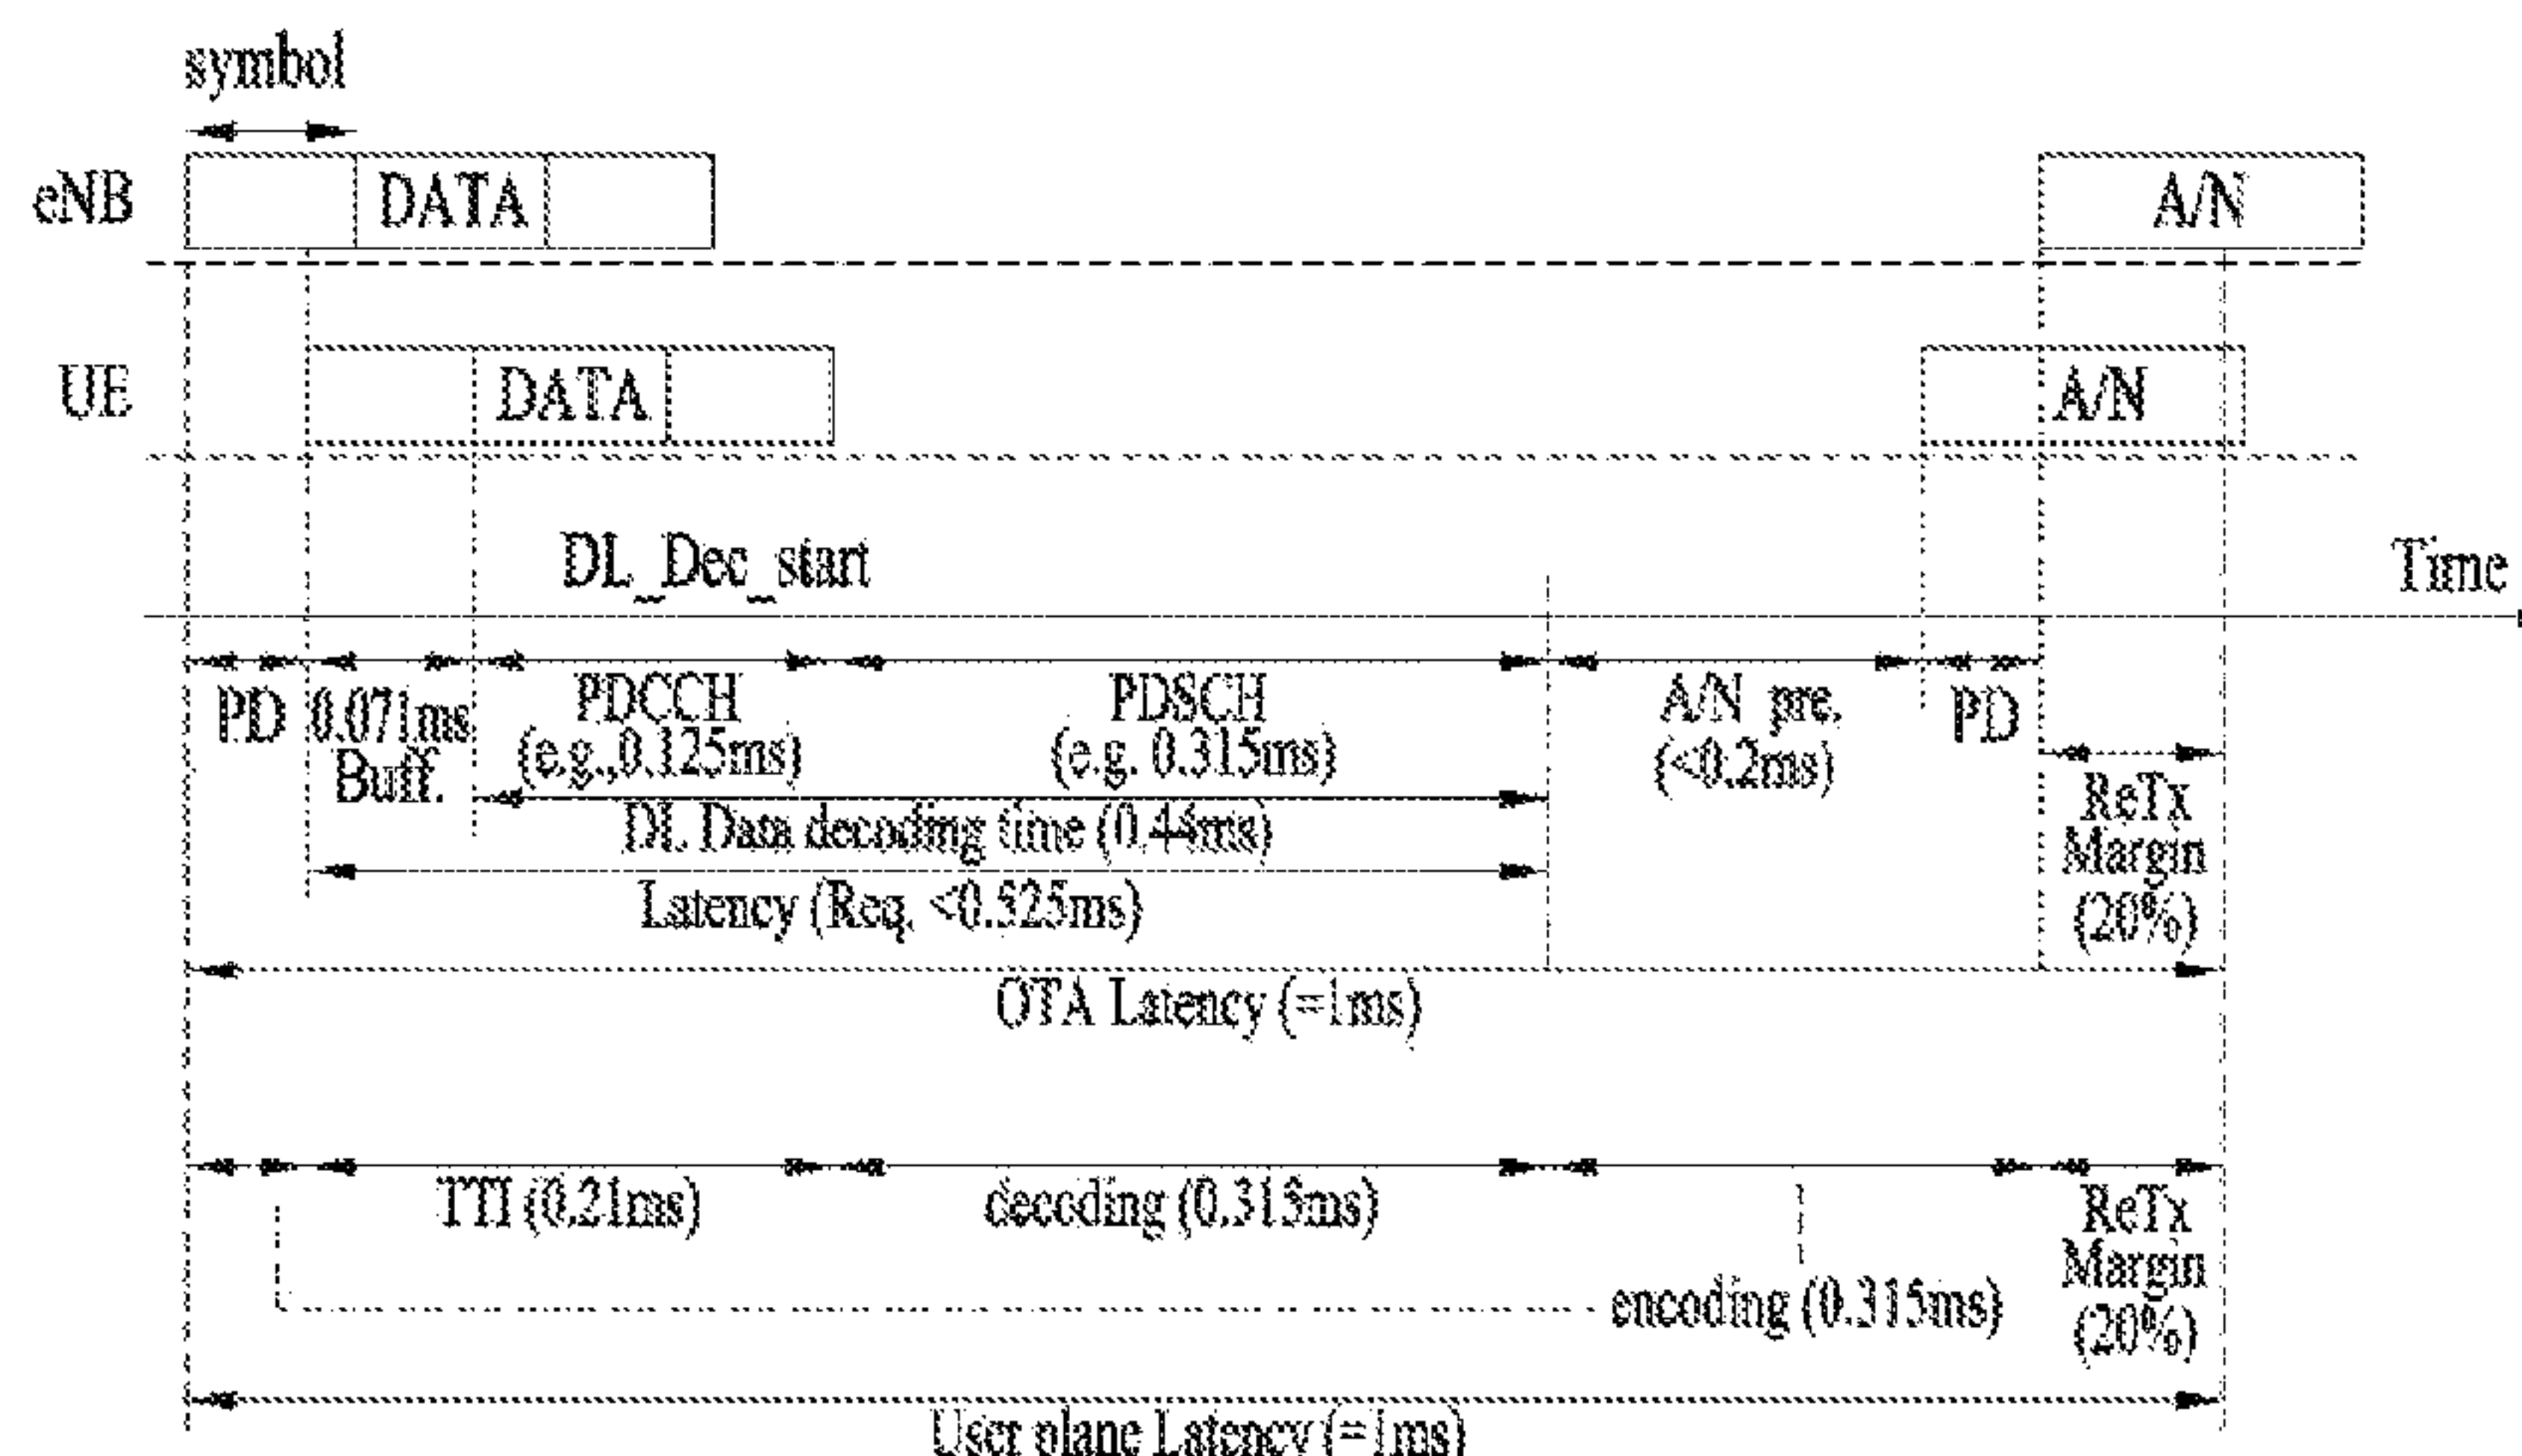 symbol
eNB
DATA
A/N
UE
DATA
A/N
DL_Dec_start
Time
PD
0.071ms
Buff.
PDCCH
(e.g.,0.125ms)
PDSCH
(e.g. 0.315ms)
A/N pre.
(<0.2ms)
PD
ReTx
Margin
(20%)
DL Data decoding time (0.44ms)
Latency (Req. <0.525ms)
OTA Latency (=1ms)
TTI (0.21ms)
decoding (0.315ms)
ReTx
Margin
(20%)
encoding (0.315ms)
User plane Latency (=1ms)